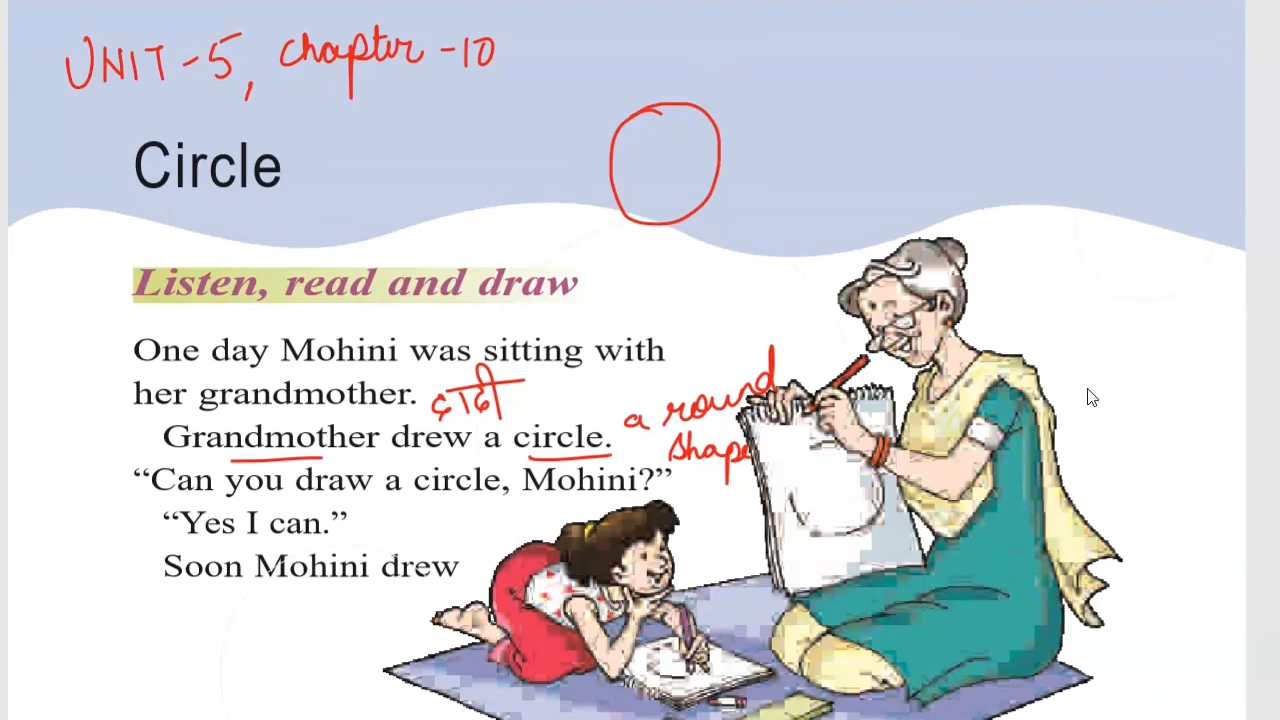 UNIT-5, Chapter -10
Circle
Listen, read and draw
One day Mohini was sitting with
her grandmother. दादी
Grandmother drew a circle. a round shape
“Can you draw a circle, Mohini?”
“Yes I can.”
Soon Mohini drew